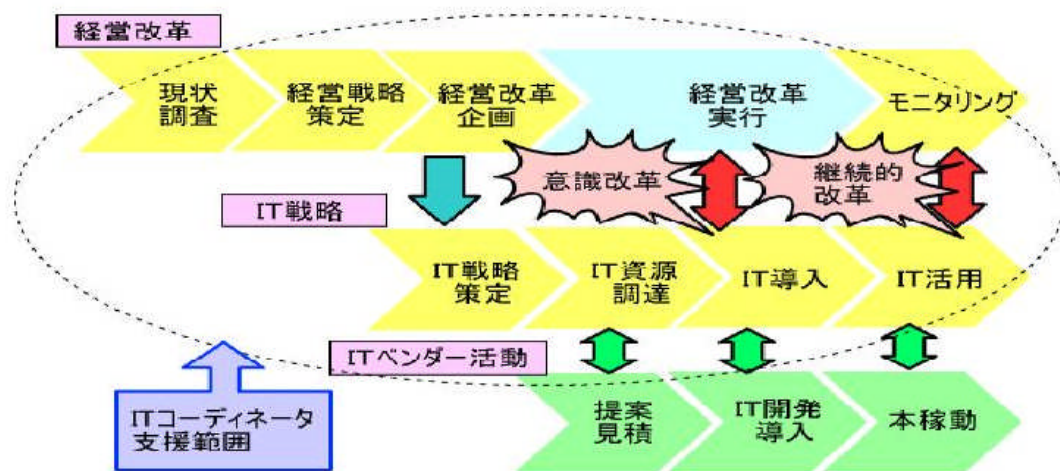 経営改革
現状
調査
経営戦略
策定
経営改革
企画
経営改革
実行
モニタリング
意識改革
継続的
改革
IT戦略
IT戦略
策定
IT資源
調達
IT導入
IT活用
ITベンダー活動
ITコーディネータ
支援範囲
提案
見積
IT開発
導入
本稼動